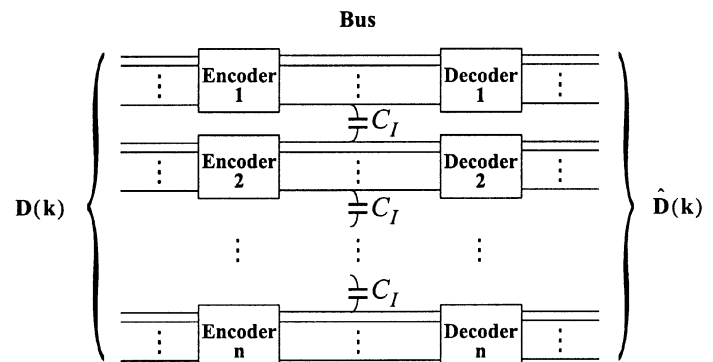 Bus
Encoder
1
Decoder
1
C_I
Encoder
2
Decoder
2
D(k)
D̂(k)
C_I
C_I
Encoder
n
Decoder
n